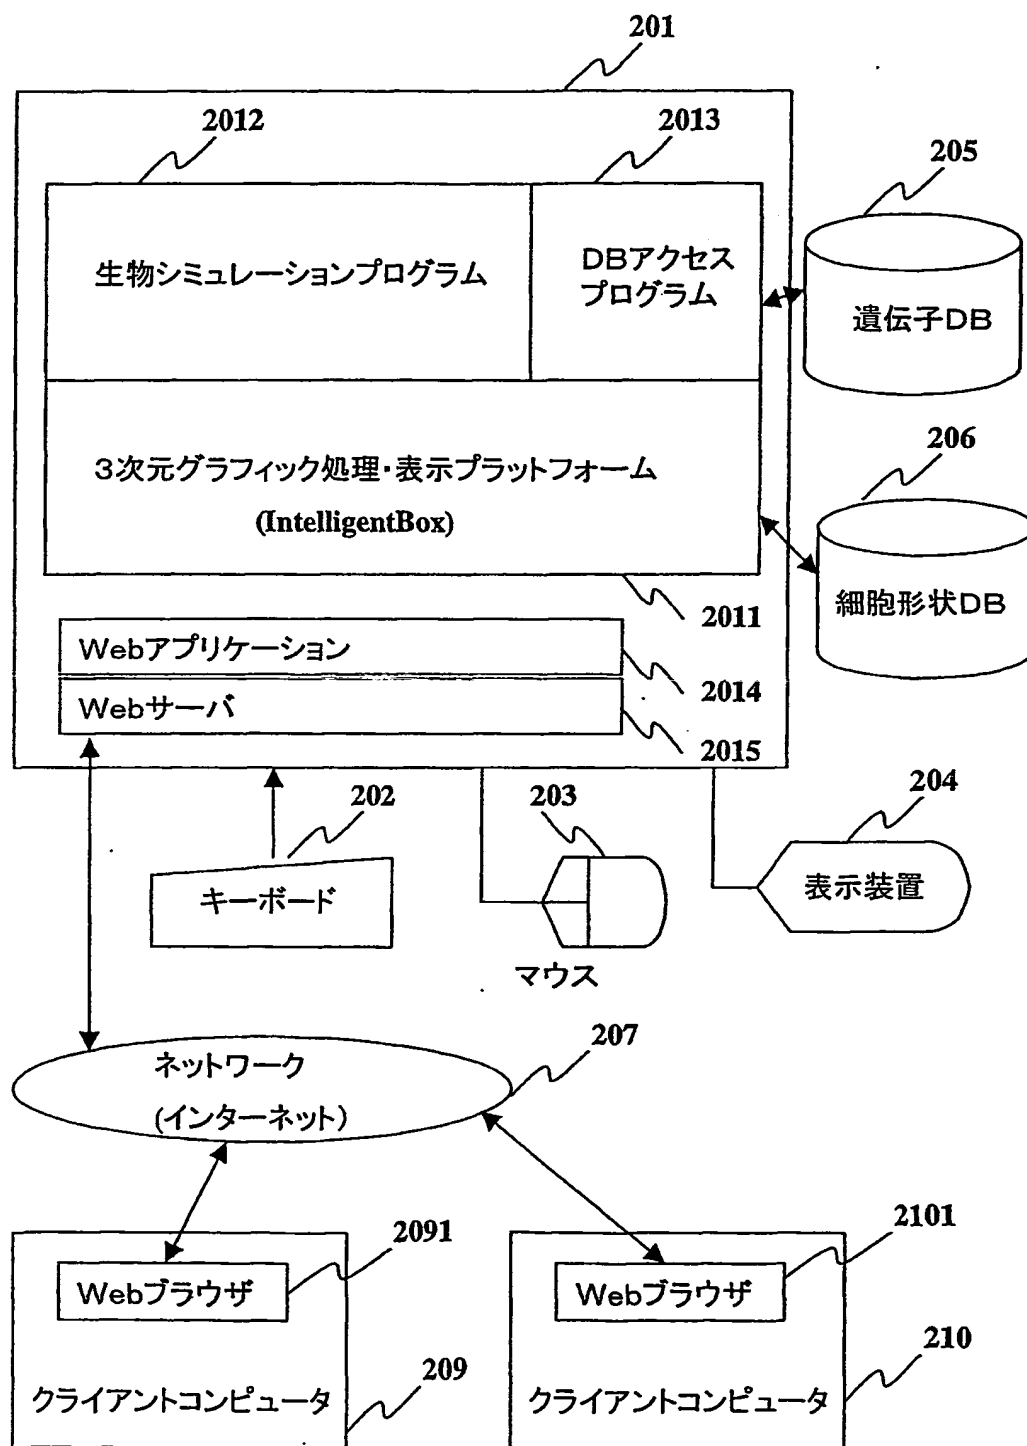 201
2012
2013
205
生物シミュレーションプログラム
DBアクセス
プログラム
遺伝子DB
206
3次元グラフィック処理・表示プラットフォーム
(IntelligentBox)
細胞形状DB
2011
Webアプリケーション
2014
Webサーバ
2015
202
203
204
キーボード
表示装置
マウス
207
ネットワーク
(インターネット)
2091
2101
Webブラウザ
Webブラウザ
210
クライアントコンピュータ
209
クライアントコンピュータ